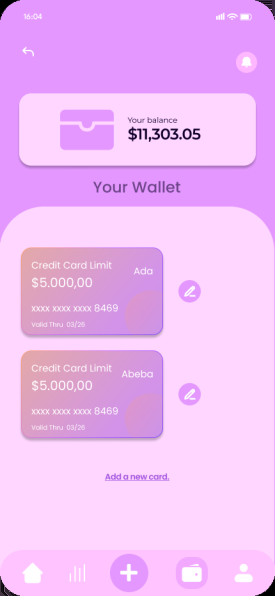 16:04
Your balance
$11,303.05
Your Wallet
Credit Card Limit
Ada
$5.000,00
xxxx xxxx xxxx 8469
Valid Thru 03/26
Credit Card Limit
Abeba
$5.000,00
xxxx xxxx xxxx 8469
Valid Thru 03/26
Add a new card.